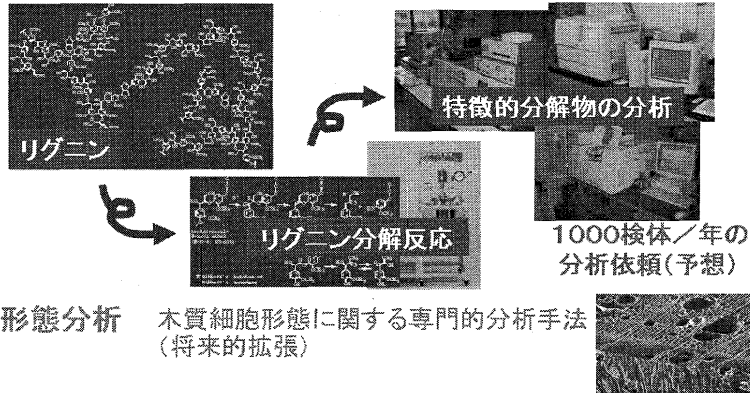 リグニン
特徴的分解物の分析
リグニン分解反応
1000検体／年の
分析依頼(予想)
形態分析
木質細胞形態に関する専門的分析手法
(将来的拡張)